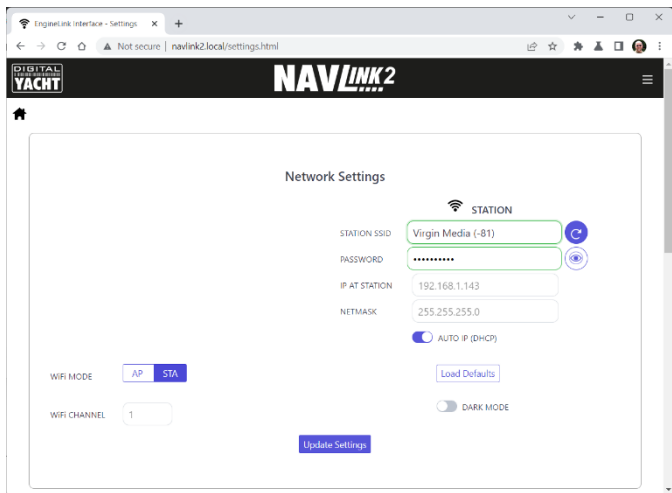 EngineLink Interface - Settings
Not secure | navlink2.local/settings.html
DIGITAL
YACHT
NAVLINK2
Network Settings
STATION
STATION SSID
Virgin Media (-81)
PASSWORD
••••••••••
IP AT STATION
192.168.1.143
NETMASK
255.255.255.0
AUTO IP (DHCP)
WiFi MODE
AP STA
Load Defaults
WiFi CHANNEL
1
DARK MODE
Update Settings